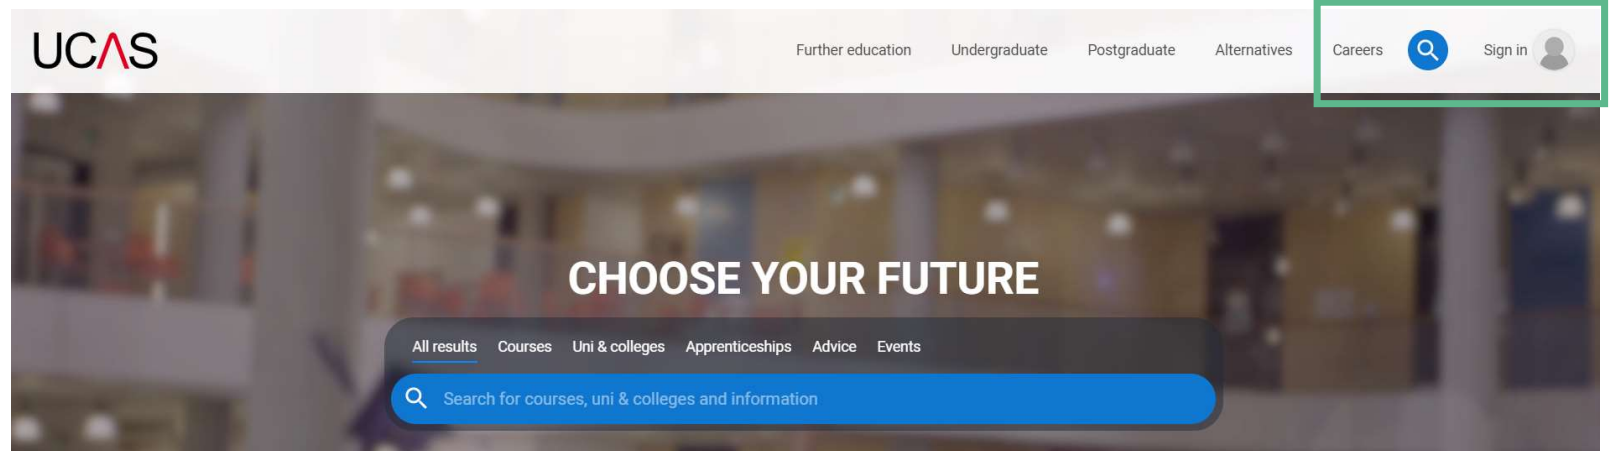 UCAS
Further education Undergraduate Postgraduate Alternatives Careers Sign in
CHOOSE YOUR FUTURE
All results Courses Uni & colleges Apprenticeships Advice Events
Search for courses, uni & colleges and information